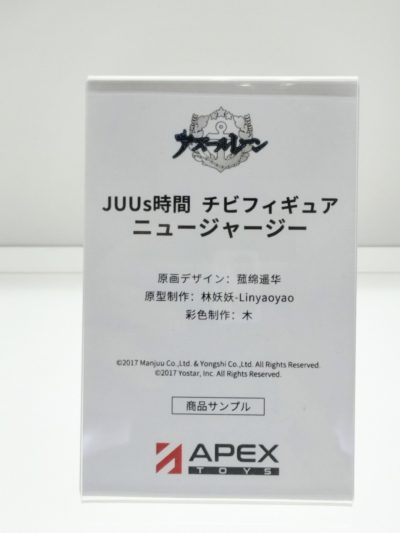 アズールレーン
JUUs時間 チビフィギュア
ニュージャージー
原画デザイン：菰绵遥华
原型制作：林妖妖-Linyaoyao
彩色制作：木
©2017 Manjuu Co.,Ltd. & Yongshi Co.,Ltd. All Rights Reserved.
©2017 Yostar, Inc. All Rights Reserved.
商品サンプル
APEX
TOYS